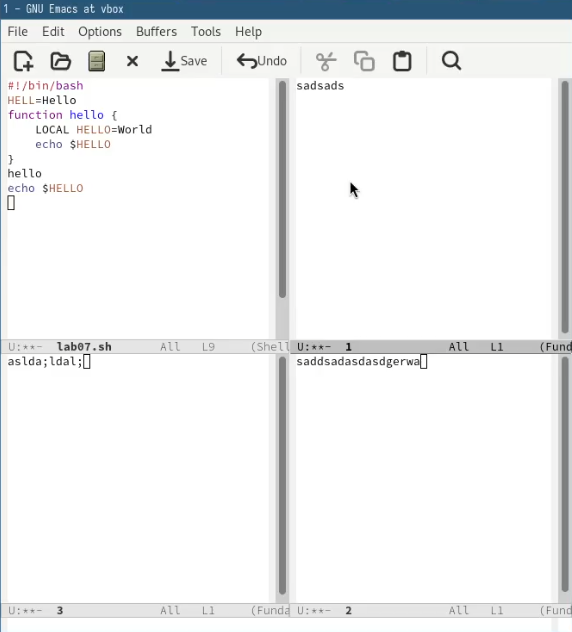 1 – GNU Emacs at vbox
File Edit Options Buffers Tools Help
Save Undo
#!/bin/bash
HELL=Hello
function hello {
    LOCAL HELLO=World
    echo $HELLO
}
hello
echo $HELLO
U:**- lab07.sh All L9 (Shell
sadsads
U:**- 1 All L1 (Fund
aslda;ldal;
U:**- 3 All L1 (Funda
saddsadasdasdgerwa
U:**- 2 All L1 (Fund